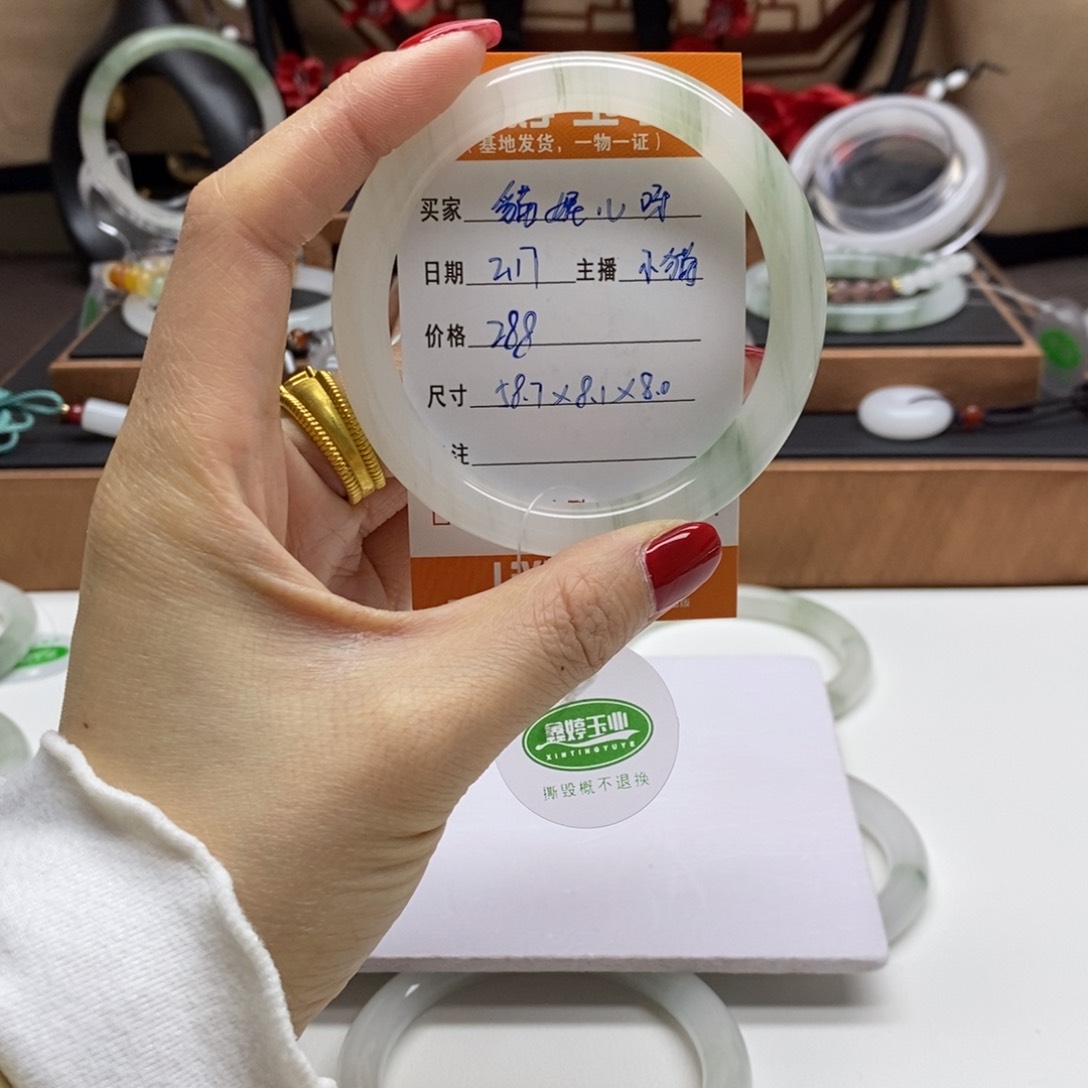 （基地发货，一物一证）
买家 貓妮儿呀
日期 2.17 主播 小猫
价格 288
尺寸 58.7×8.1×8.0
注
鑫婷玉业
XINTINGYUYE
撕毁概不退换